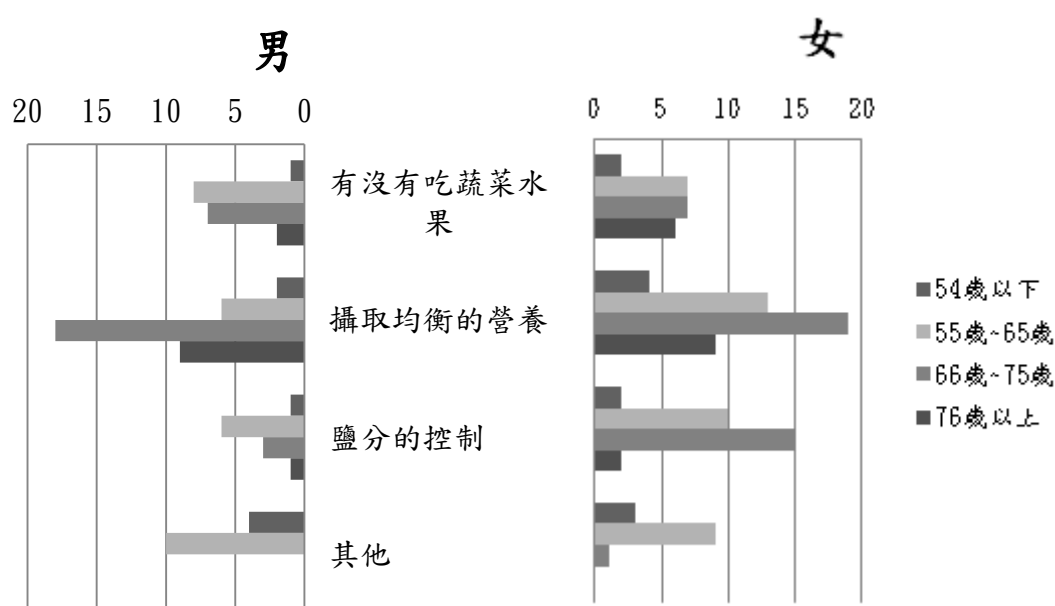 男
20 15 10 5 0
有沒有吃蔬菜水
果
攝取均衡的營養
鹽分的控制
其他
女
0 5 10 15 20
54歲以下
55歲~65歲
66歲~75歲
76歲以上